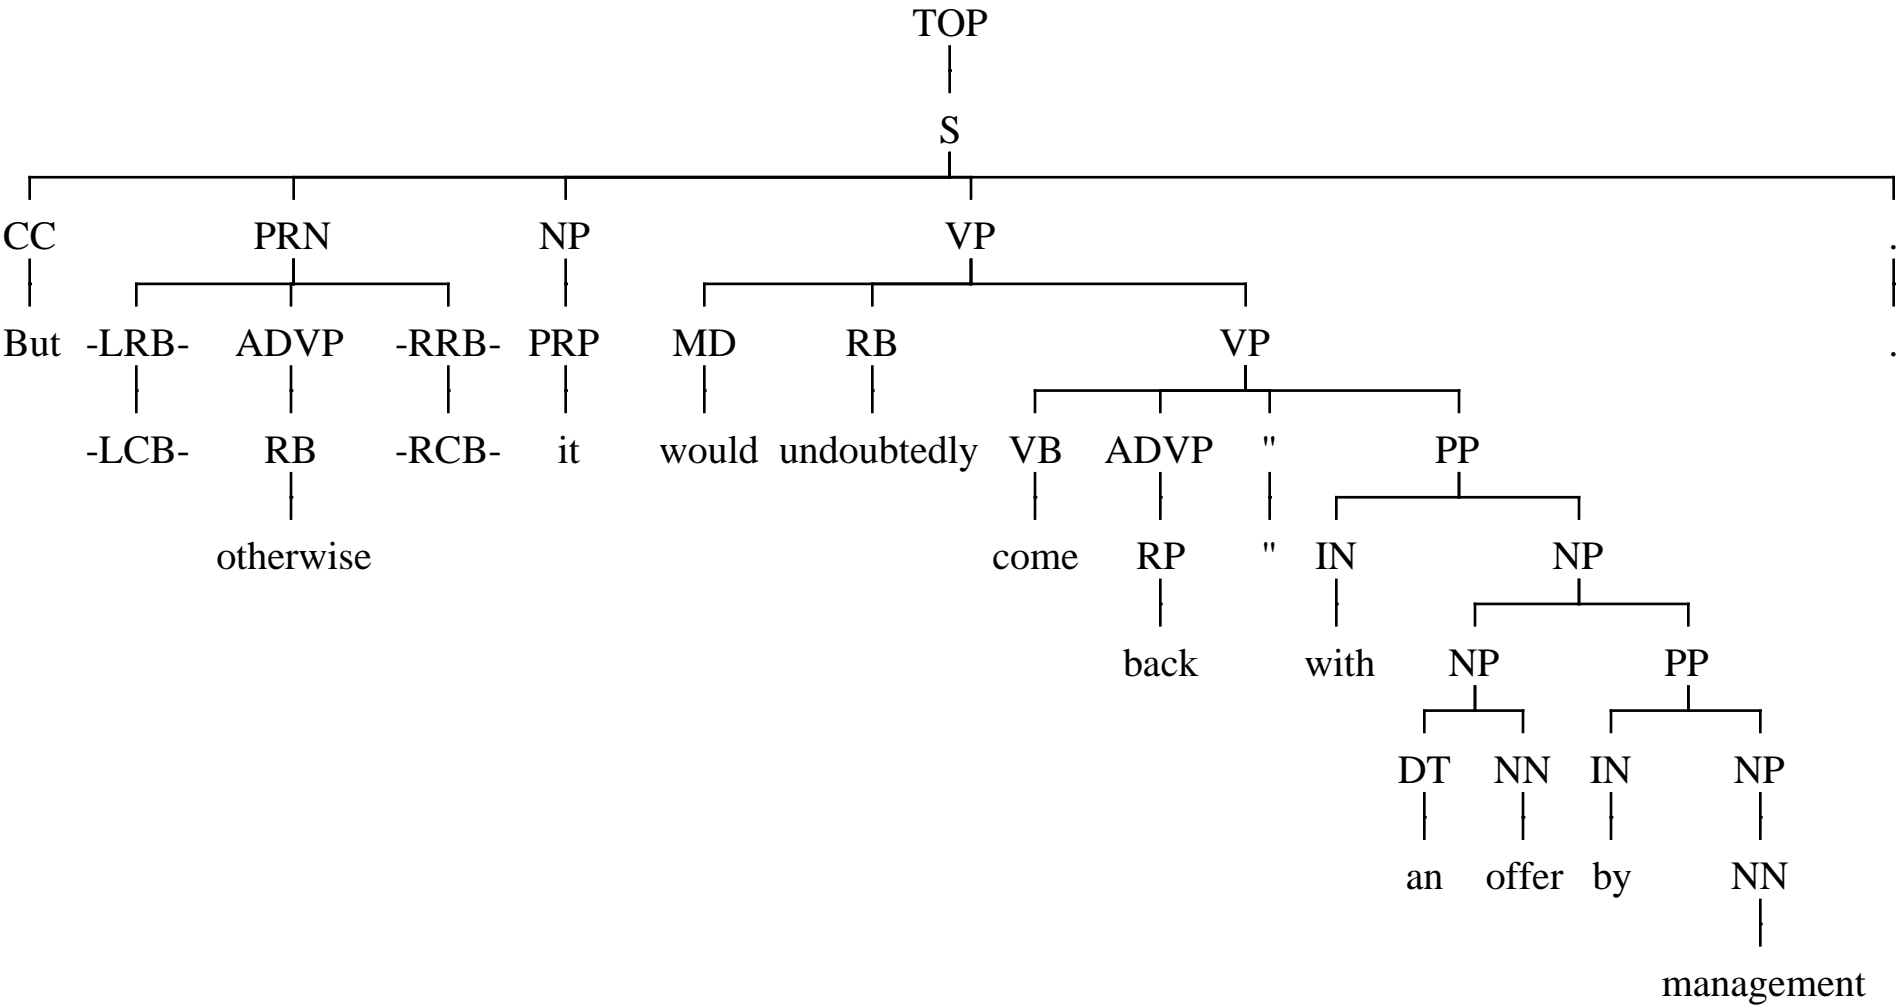 TOP
S
CC PRN NP VP .
But -LRB- ADVP -RRB- PRP MD RB VP .
-LCB- RB -RCB- it would undoubtedly VB ADVP " PP
otherwise come RP " IN NP
back with NP PP
DT NN IN NP
an offer by NN
management